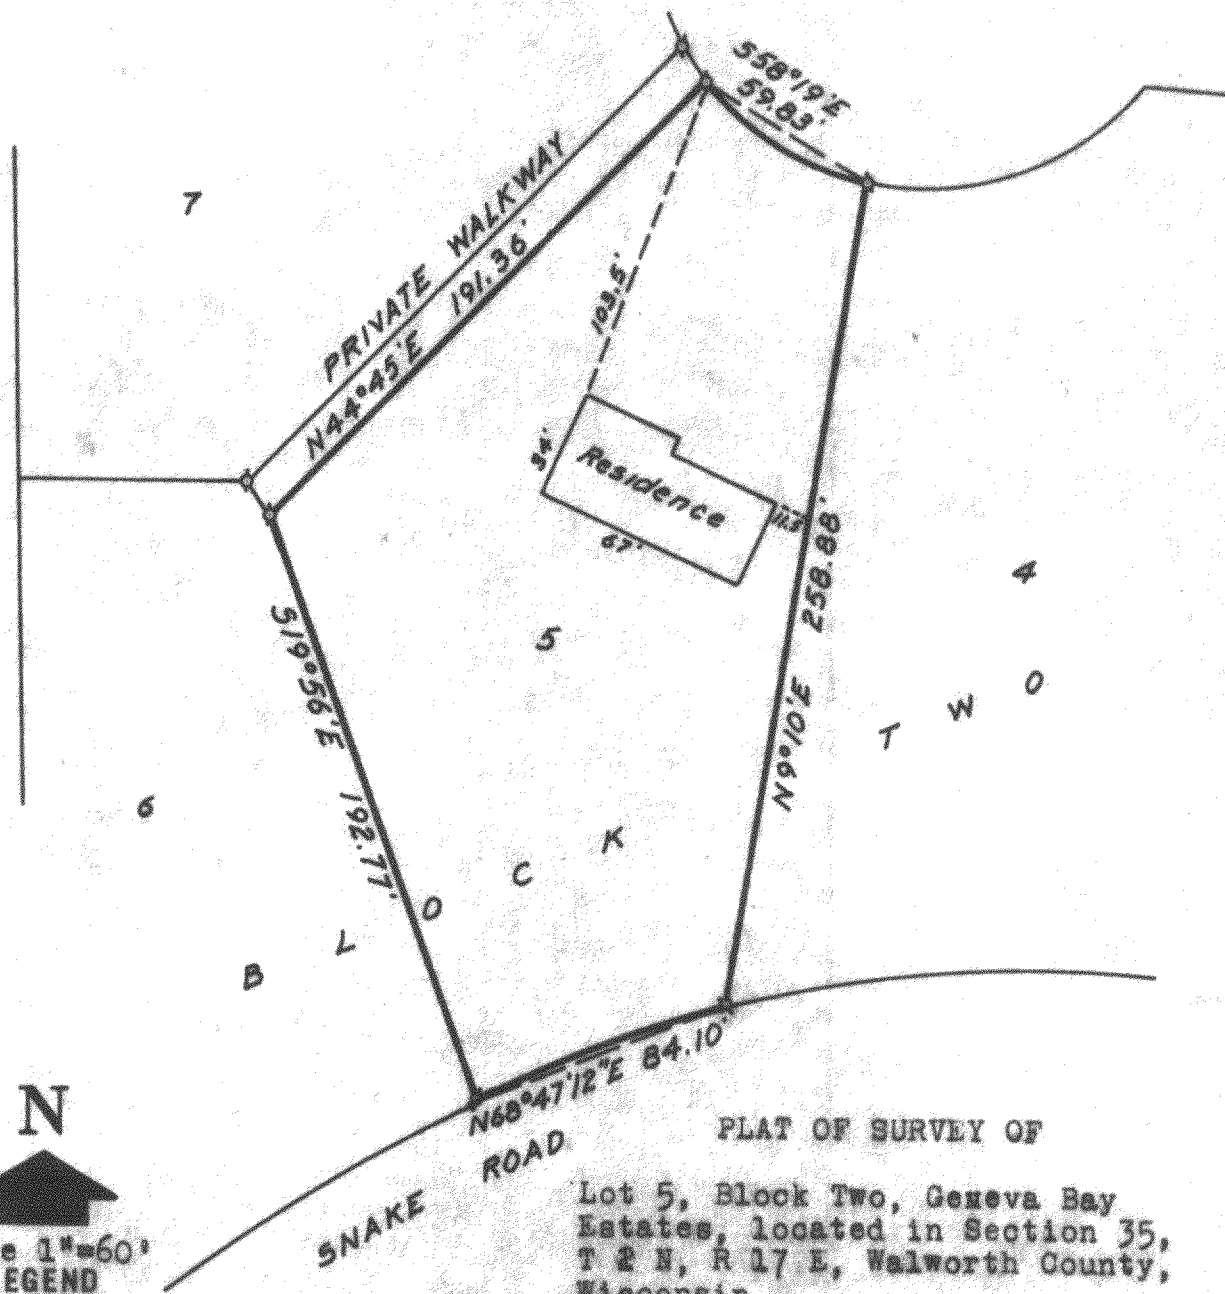 S58°19'E
59.83'
7
PRIVATE WALKWAY
N44°45'E 191.36'
103.5'
34'
Residence
11.5'
67'
258.88'
N9°10'E
4
5
T W O
S19°56'E 192.77'
6
B L O C K
N68°47'12"E 84.10'
SNAKE ROAD
N
e 1"=60'
EGEND
PLAT OF SURVEY OF
Lot 5, Block Two, Geneva Bay
Estates, located in Section 35,
T 2 N, R 17 E, Walworth County,
Wisconsin